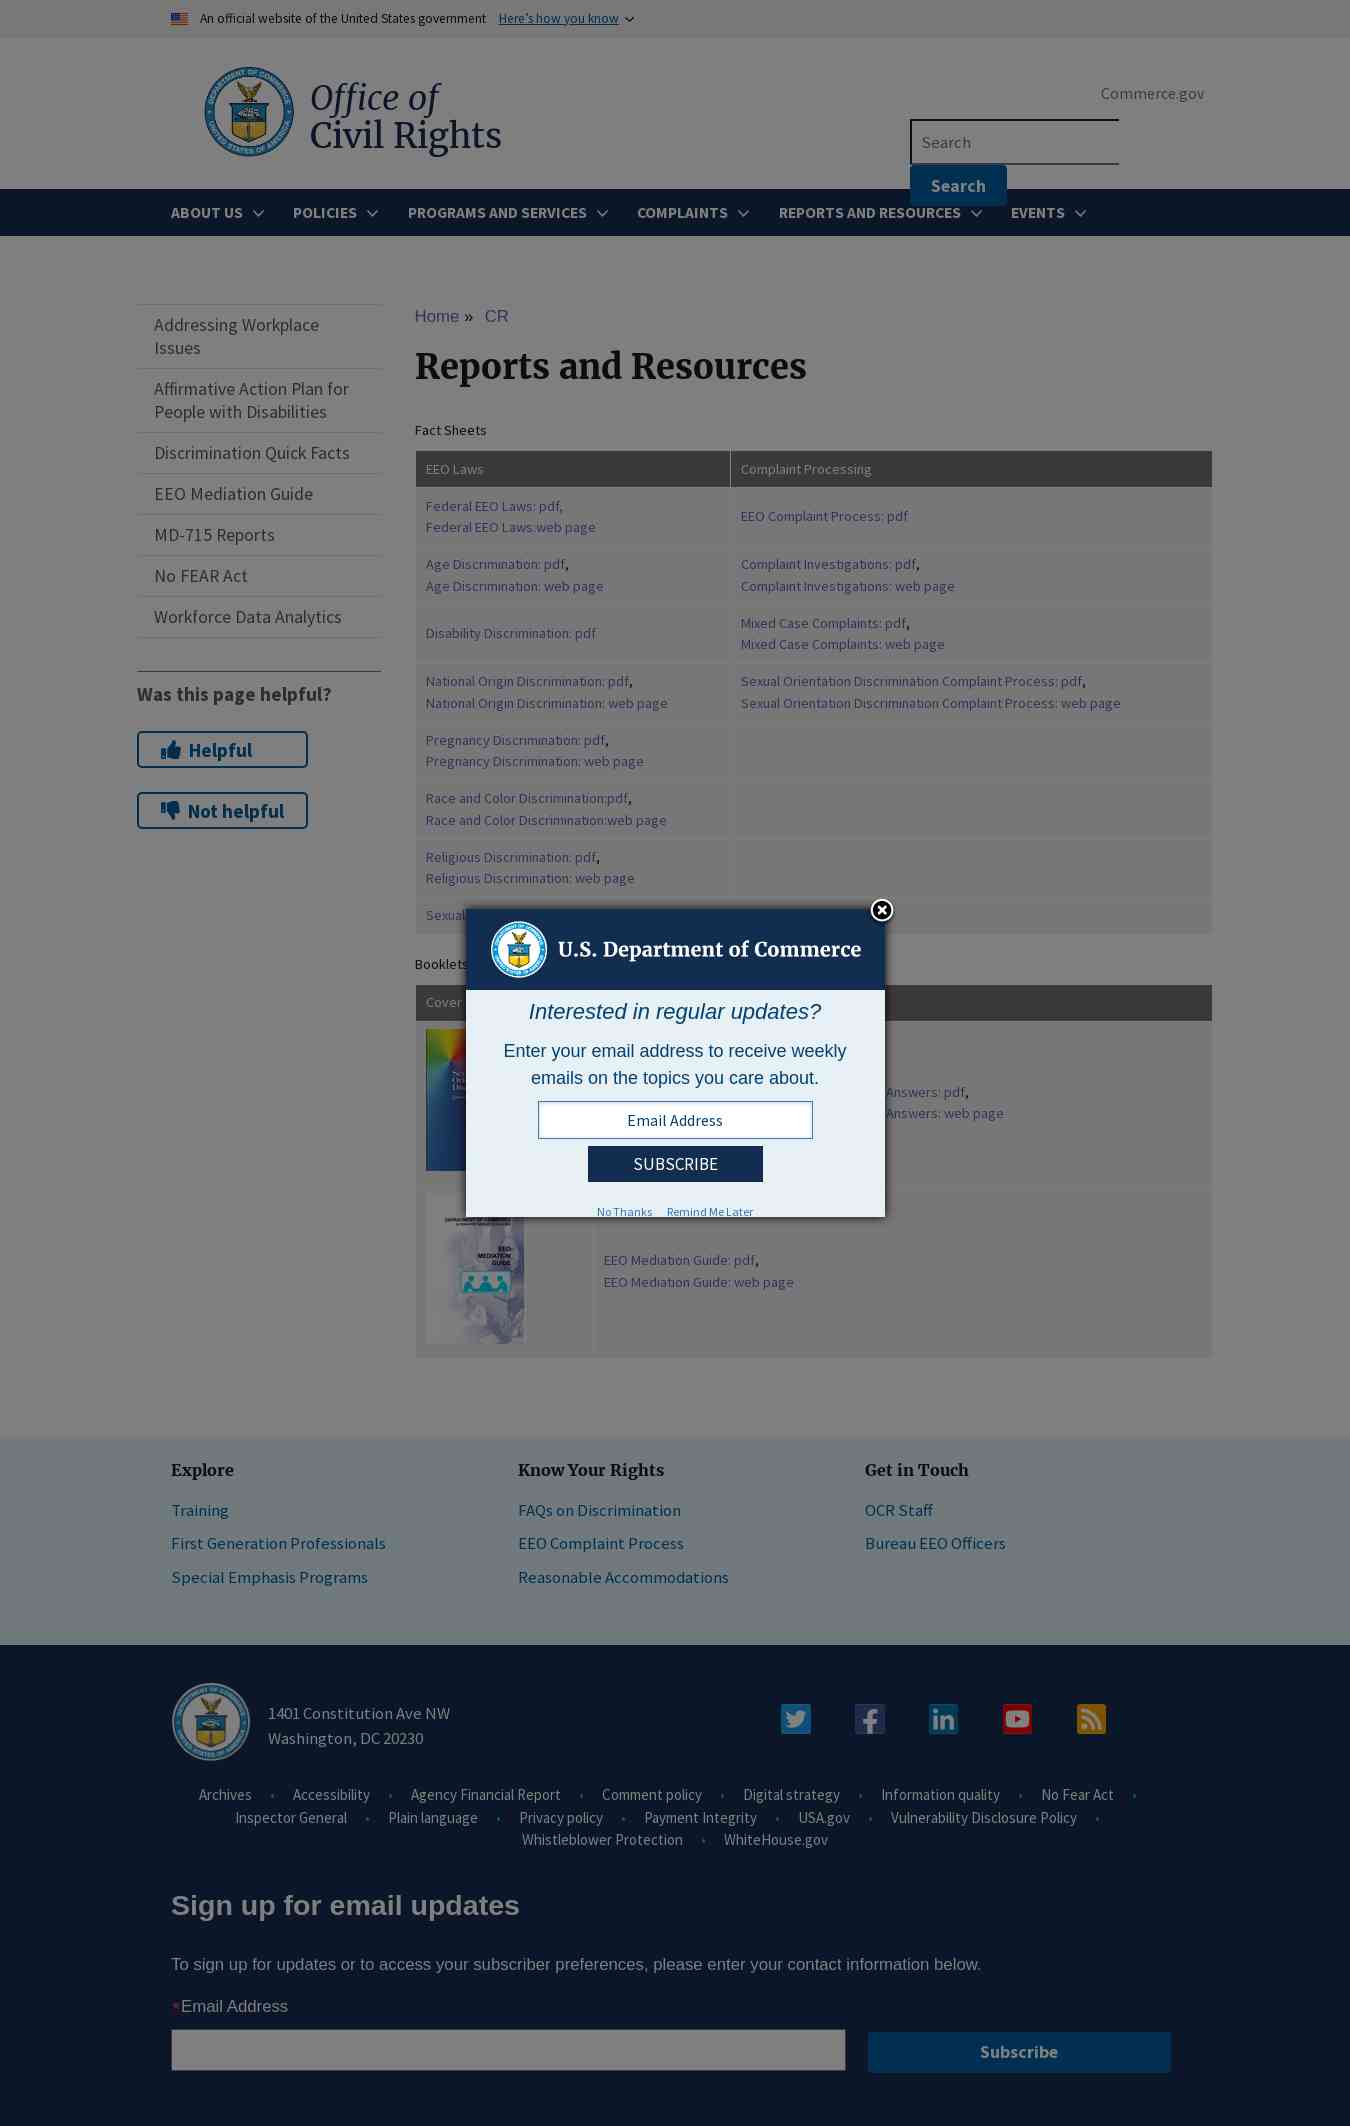 An official website of the United States government Here's how you know
Office of
Civil Rights
Commerce.gov
Search
Search
ABOUT US POLICIES PROGRAMS AND SERVICES COMPLAINTS REPORTS AND RESOURCES EVENTS
Home » CR
Reports and Resources
Addressing Workplace
Issues
Affirmative Action Plan for
People with Disabilities
Discrimination Quick Facts
EEO Mediation Guide
MD-715 Reports
No FEAR Act
Workforce Data Analytics
Was this page helpful?
Helpful
Not helpful
Fact Sheets
EEO Laws Complaint Processing
Federal EEO Laws: pdf,
Federal EEO Laws:web page
EEO Complaint Process: pdf
Age Discrimination: pdf,
Age Discrimination: web page
Complaint Investigations: pdf,
Complaint Investigations: web page
Disability Discrimination: pdf
Mixed Case Complaints: pdf,
Mixed Case Complaints: web page
National Origin Discrimination: pdf,
National Origin Discrimination: web page
Sexual Orientation Discrimination Complaint Process: pdf,
Sexual Orientation Discrimination Complaint Process: web page
Pregnancy Discrimination: pdf,
Pregnancy Discrimination: web page
Race and Color Discrimination:pdf,
Race and Color Discrimination:web page
Religious Discrimination: pdf,
Religious Discrimination: web page
Sexual
Booklets
Cover
Answers: pdf,
Answers: web page
EEO
MEDIATION
GUIDE
EEO Mediation Guide: pdf,
EEO Mediation Guide: web page
U.S. Department of Commerce
Interested in regular updates?
Enter your email address to receive weekly
emails on the topics you care about.
Email Address
SUBSCRIBE
No Thanks Remind Me Later
Explore
Training
First Generation Professionals
Special Emphasis Programs
Know Your Rights
FAQs on Discrimination
EEO Complaint Process
Reasonable Accommodations
Get in Touch
OCR Staff
Bureau EEO Officers
1401 Constitution Ave NW
Washington, DC 20230
Archives • Accessibility • Agency Financial Report • Comment policy • Digital strategy • Information quality • No Fear Act •
Inspector General • Plain language • Privacy policy • Payment Integrity • USA.gov • Vulnerability Disclosure Policy •
Whistleblower Protection • WhiteHouse.gov
Sign up for email updates
To sign up for updates or to access your subscriber preferences, please enter your contact information below.
*Email Address
Subscribe